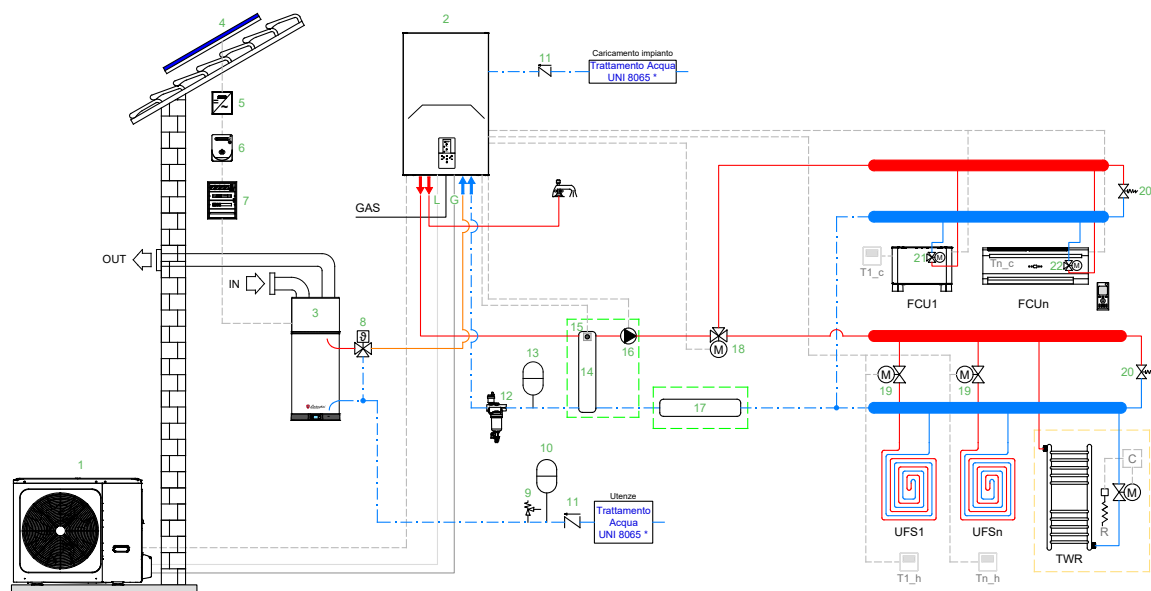 4
2
11
Caricamento impianto
Trattamento Acqua
UNI 8065 *
5
6
7
20
L
G
GAS
OUT
IN
3
8
T1_c
21
M
Tn_c
22
M
FCU1
FCUn
15
16
M
18
13
14
12
17
M
19
M
19
20
1
10
9
11
Utenze
Trattamento
Acqua
UNI 8065 *
C
M
R
UFS1
UFSn
TWR
T1_h
Tn_h